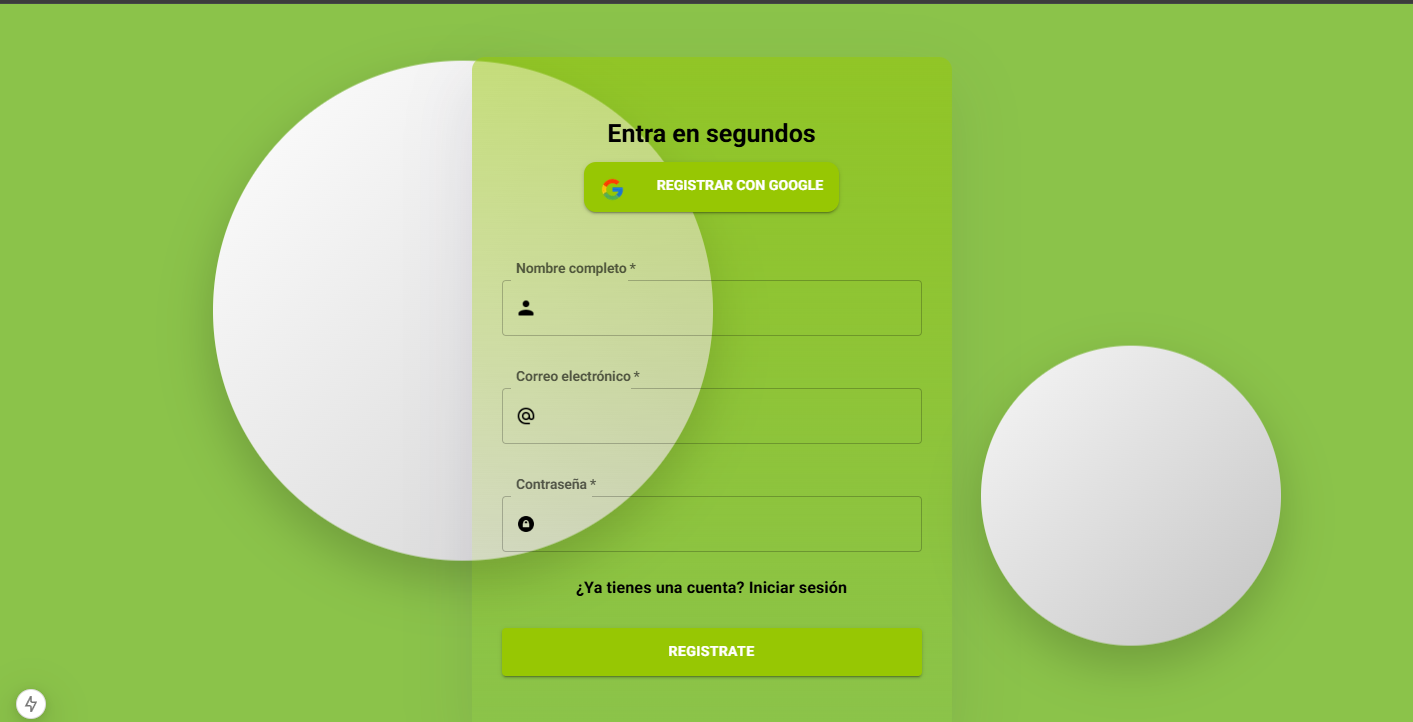 Entra en segundos
REGISTRAR CON GOOGLE
Nombre completo *
Correo electrónico *
Contraseña *
¿Ya tienes una cuenta? Iniciar sesión
REGISTRATE